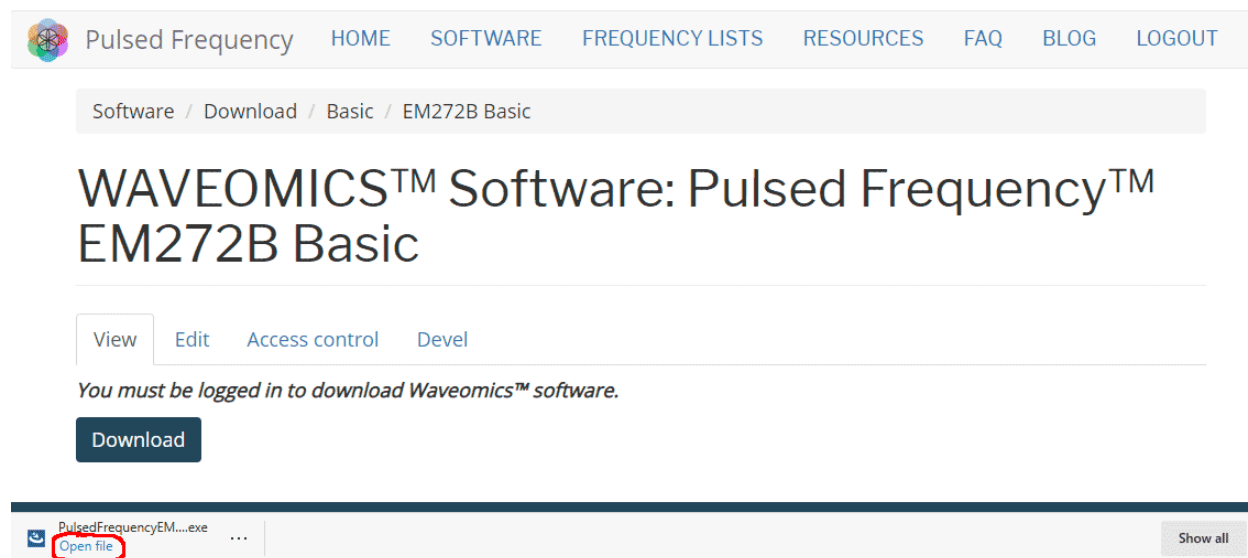 Pulsed Frequency HOME SOFTWARE FREQUENCY LISTS RESOURCES FAQ BLOG LOGOUT
Software / Download / Basic / EM272B Basic
WAVEOMICS™ Software: Pulsed Frequency™
EM272B Basic
View Edit Access control Devel
You must be logged in to download Waveomics™ software.
Download
PulsedFrequencyEM....exe
Open file
...
Show all